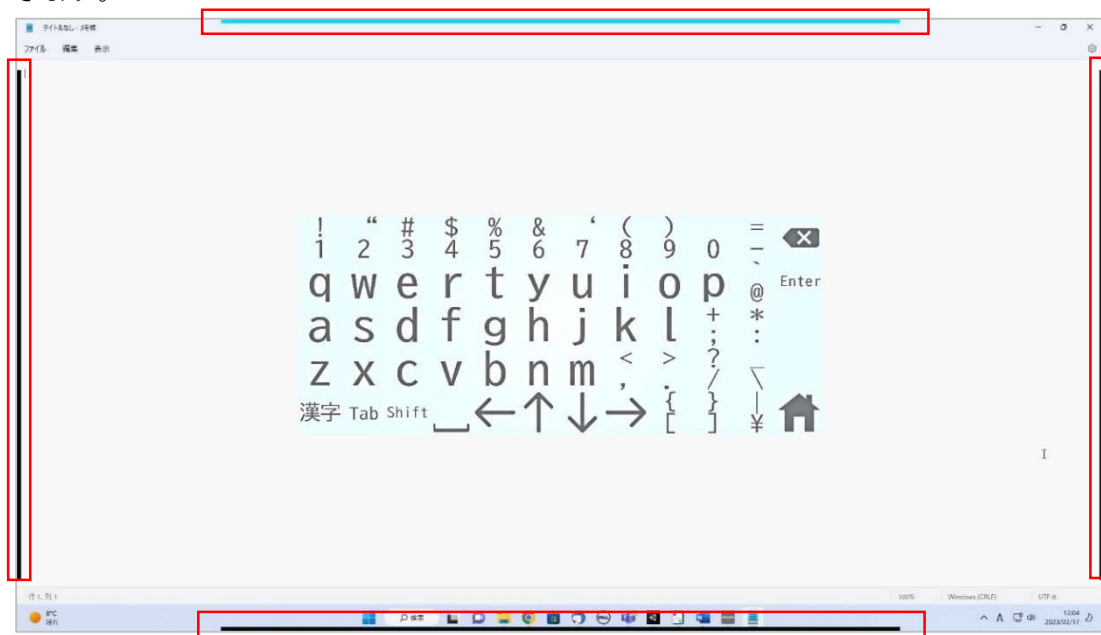 タイトルなし - メモ帳
ファイル 編集 表示
! “ # $ % & ‘ ( ) =
1 2 3 4 5 6 7 8 9 0 -
q w e r t y u i o p ` @ Enter
a s d f g h j k l + ; * :
z x c v b n m < , > . ? / _ \
漢字 Tab Shift ← ↑ ↓ → { [ } ] | ¥
行 1、列 1 100% Windows (CRLF) UTF-8
8°C
晴れ
検索
A
12:04
2023/02/17